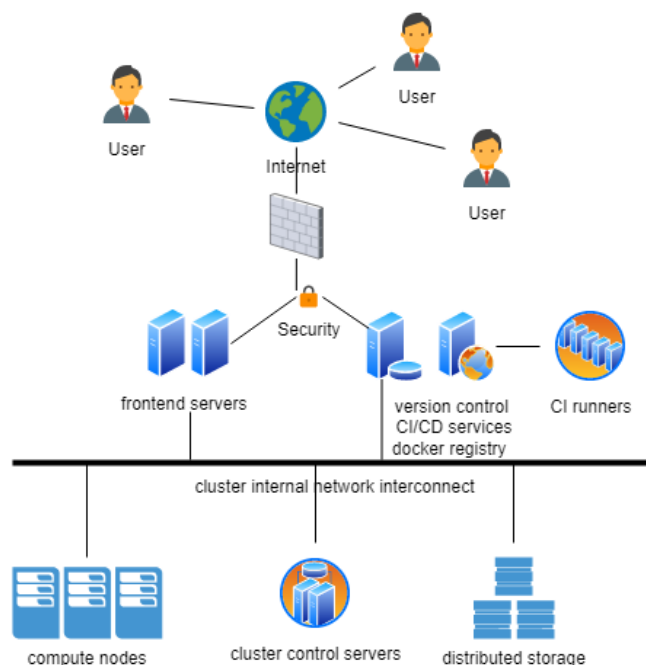 User
User
Internet
User
Security
frontend servers
version control
CI/CD services
docker registry
CI runners
cluster internal network interconnect
compute nodes
cluster control servers
distributed storage